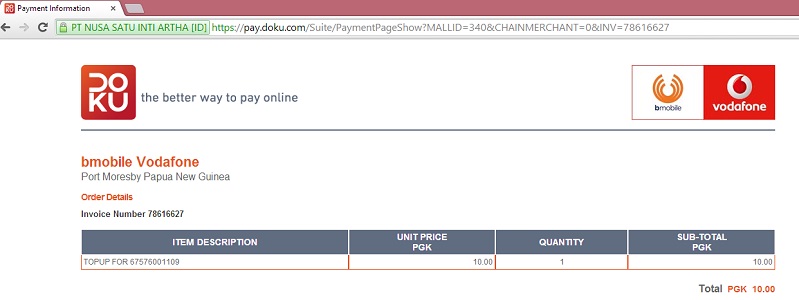 Payment Information
PT NUSA SATU INTI ARTHA [ID] https://pay.doku.com/Suite/PaymentPageShow?MALLID=340&CHAINMERCHANT=0&INV=78616627
DOKU the better way to pay online
bmobile vodafone
bmobile Vodafone
Port Moresby Papua New Guinea
Order Details
Invoice Number 78616627
ITEM DESCRIPTION UNIT PRICE PGK QUANTITY SUB-TOTAL PGK
TOPUP FOR 67576001109 10.00 1 10.00
Total PGK 10.00